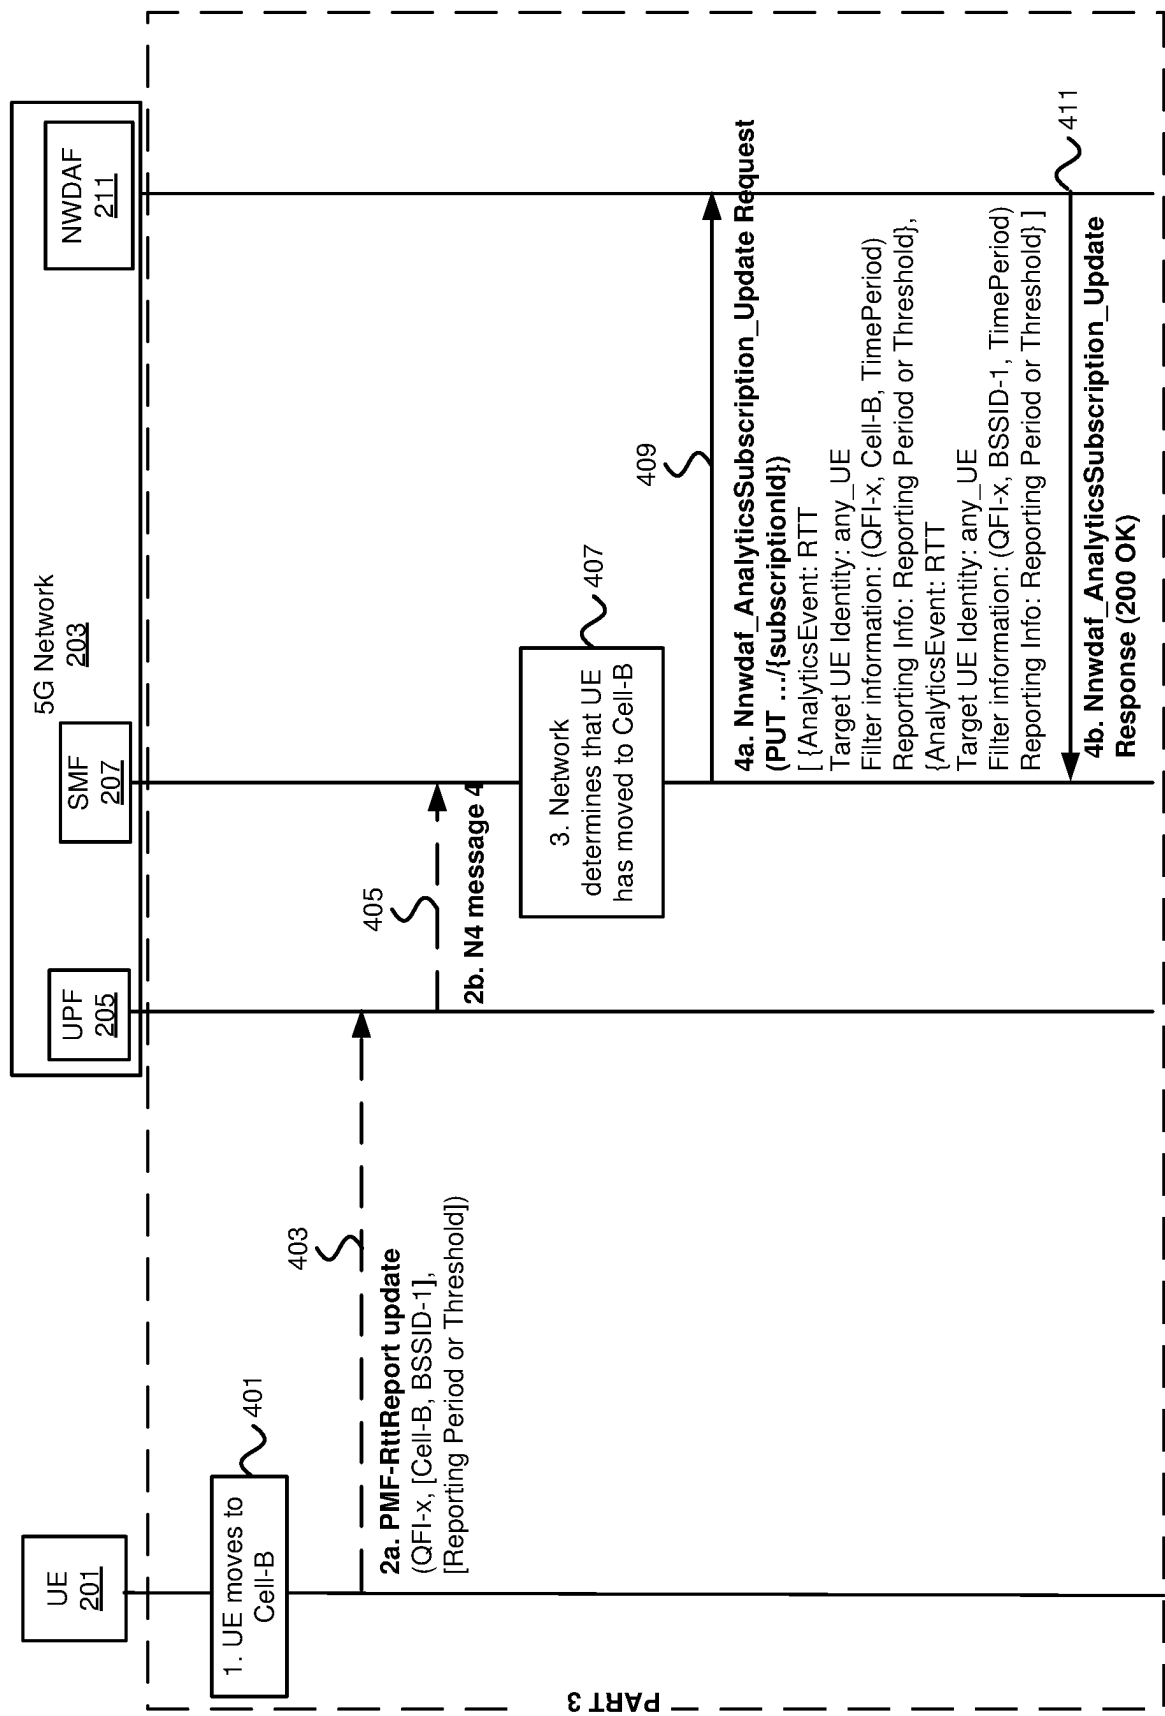 UE
201
5G Network
203
UPF
205
SMF
207
NWDAF
211
PART 3
1. UE moves to
Cell-B
401
403
2a. PMF-RttReport update
(QFI-x, [Cell-B, BSSID-1],
[Reporting Period or Threshold])
405
2b. N4 message 4
3. Network
determines that UE
has moved to Cell-B
407
409
4a. Nnwdaf_AnalyticsSubscription_Update Request
(PUT .../{subscriptionId})
[ {AnalyticsEvent: RTT
Target UE Identity: any_UE
Filter information: (QFI-x, Cell-B, TimePeriod)
Reporting Info: Reporting Period or Threshold},
{AnalyticsEvent: RTT
Target UE Identity: any_UE
Filter information: (QFI-x, BSSID-1, TimePeriod)
Reporting Info: Reporting Period or Threshold} ]
411
4b. Nnwdaf_AnalyticsSubscription_Update
Response (200 OK)